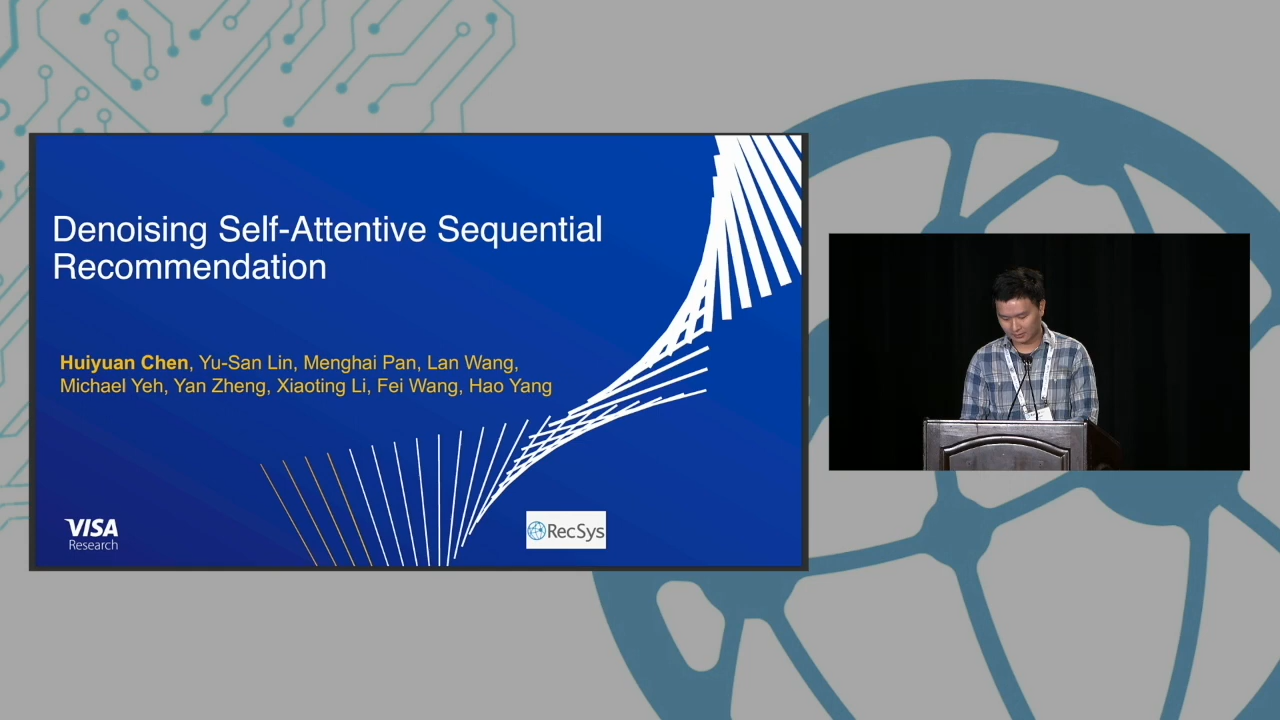 Denoising Self-Attentive Sequential
Recommendation
Huiyuan Chen, Yu-San Lin, Menghai Pan, Lan Wang,
Michael Yeh, Yan Zheng, Xiaoting Li, Fei Wang, Hao Yang
VISA
Research
RecSys